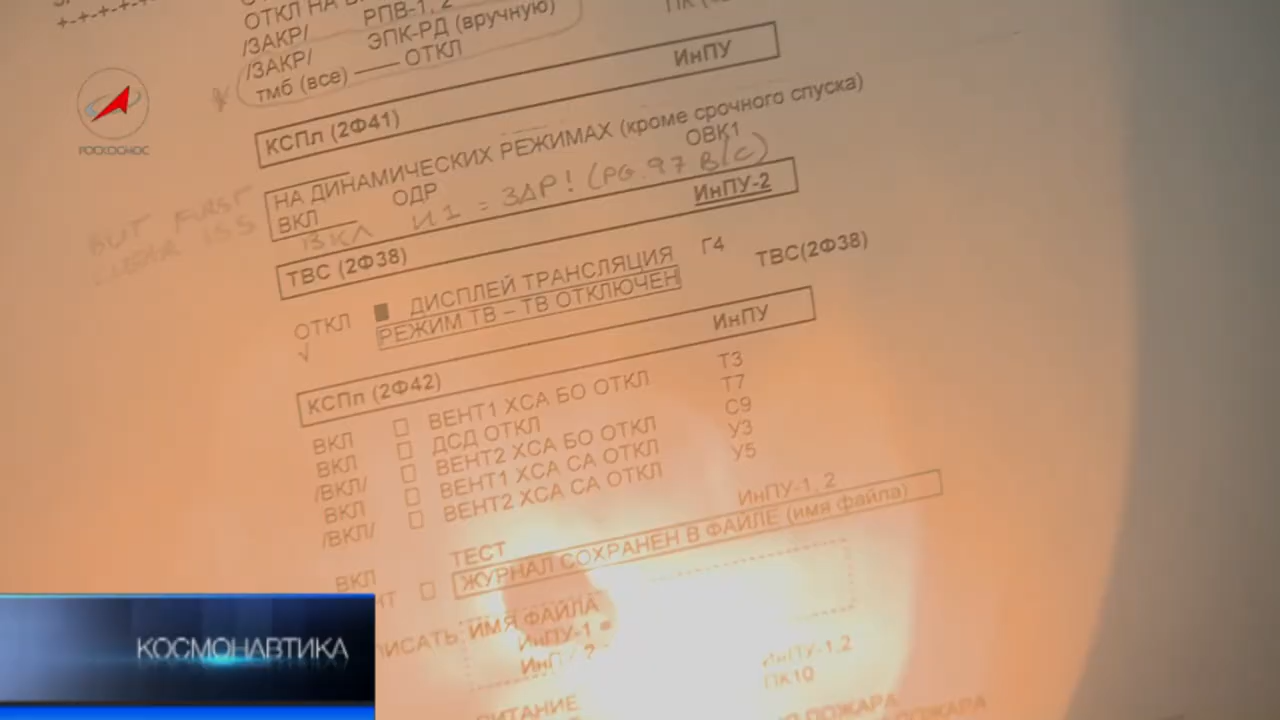 ОТКЛ НА
/ЗАКР/ РПВ-1, 2
/ЗАКР/ ЭПК-РД (вручную)
тмб (все) — ОТКЛ
РОСКОСМОС
КСПл (2Ф41) ИнПУ
НА ДИНАМИЧЕСКИХ РЕЖИМАХ (кроме срочного спуска)
ВКЛ ОДР ОВК1
ВКЛ И1 = ЗДР! (PG. 97 B/C)
BUT FIRST
CLEAR ISS
ТВС (2Ф38) ИнПУ-2
ОТКЛ ■ ДИСПЛЕЙ ТРАНСЛЯЦИЯ Г4 ТВС(2Ф38)
√ РЕЖИМ ТВ – ТВ ОТКЛЮЧЕН
КСПп (2Ф42) ИнПУ
ВКЛ □ ВЕНТ1 ХСА БО ОТКЛ Т3
ВКЛ □ ДСД ОТКЛ Т7
/ВКЛ/ □ ВЕНТ2 ХСА БО ОТКЛ С9
ВКЛ □ ВЕНТ1 ХСА СА ОТКЛ У3
/ВКЛ/ □ ВЕНТ2 ХСА СА ОТКЛ У5
ТЕСТ ИнПУ-1, 2
ВКЛ □ ЖУРНАЛ СОХРАНЕН В ФАЙЛЕ (имя файла)
ИМЯ ФАЙЛА
ИнПУ-1
ИнПУ-1,2
ПК10
ПИТАНИЕ
ПОЖАРА
ПОЖАРА
КОСМОНАВТИКА